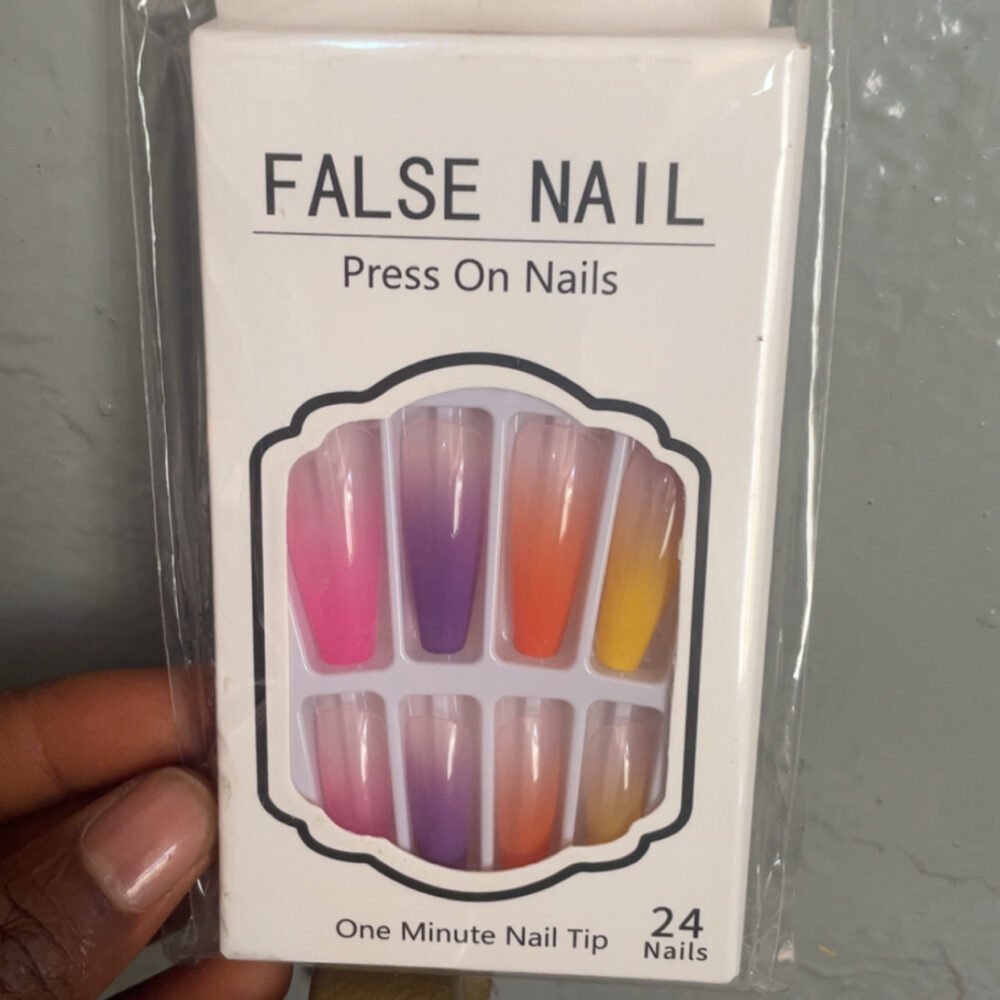 FALSE NAIL
Press On Nails
One Minute Nail Tip
24
Nails